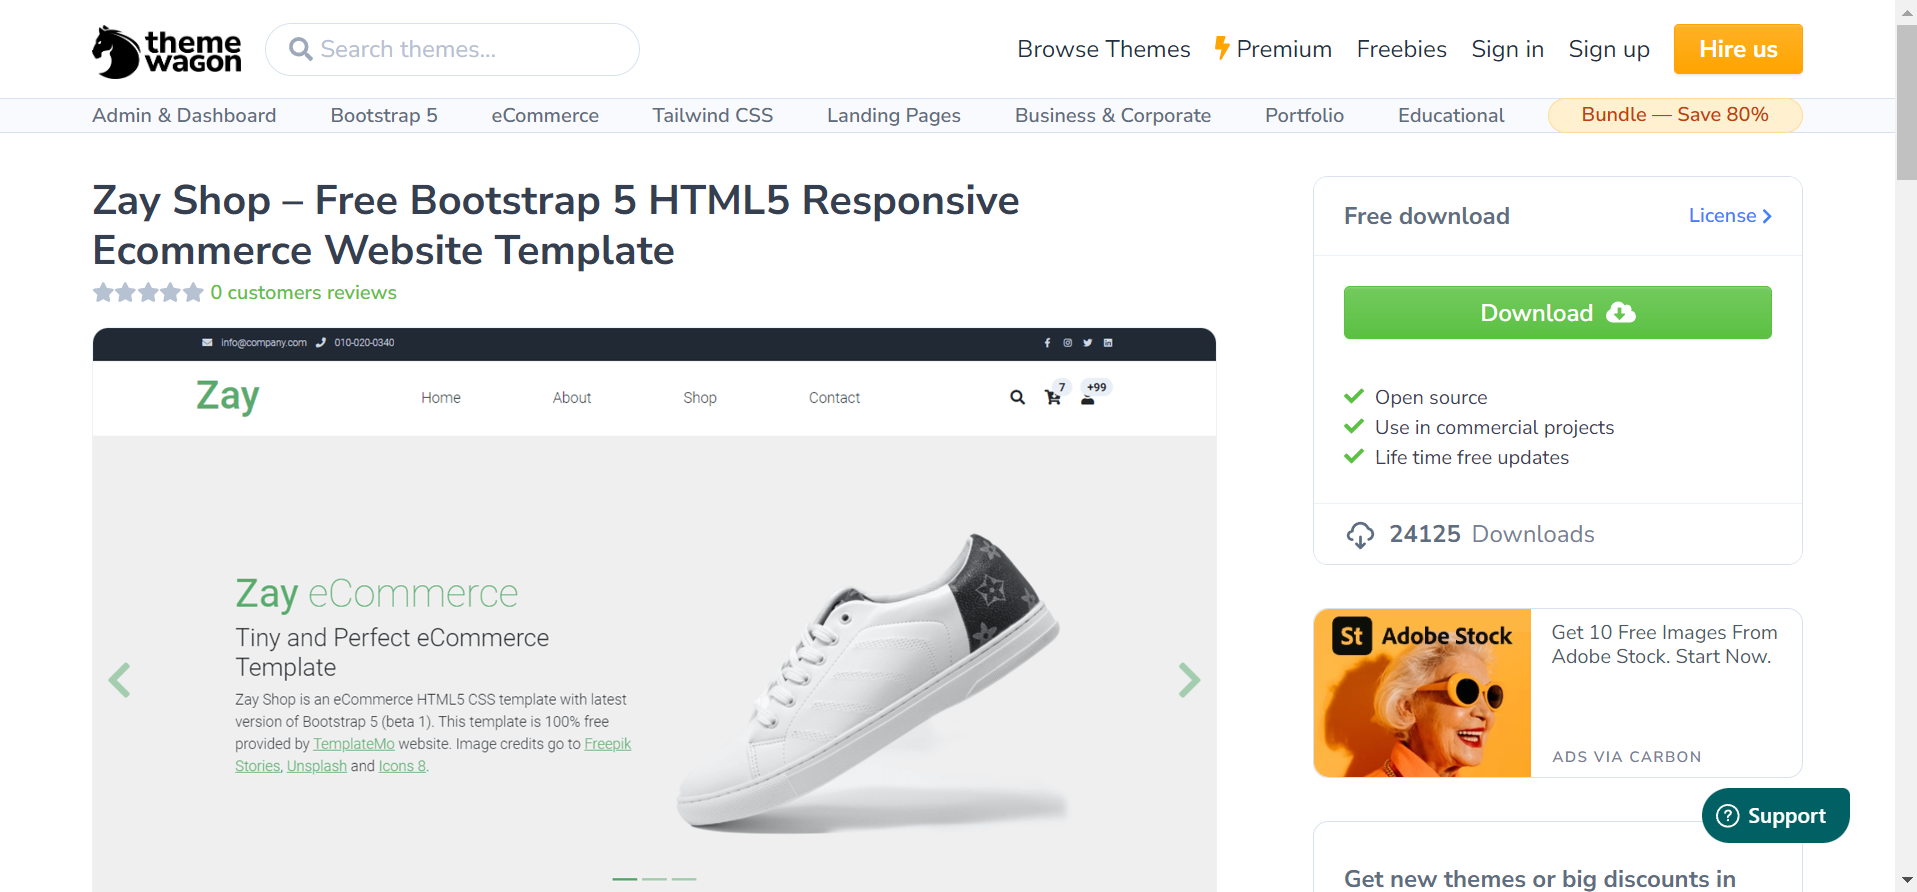 theme
wagon
Search themes...
Browse Themes
Premium
Freebies
Sign in
Sign up
Hire us
Admin & Dashboard
Bootstrap 5
eCommerce
Tailwind CSS
Landing Pages
Business & Corporate
Portfolio
Educational
Bundle — Save 80%
Zay Shop – Free Bootstrap 5 HTML5 Responsive
Ecommerce Website Template
0 customers reviews
info@company.com
010-020-0340
Zay
Home
About
Shop
Contact
7
+99
Zay eCommerce
Tiny and Perfect eCommerce
Template
Zay Shop is an eCommerce HTML5 CSS template with latest
version of Bootstrap 5 (beta 1). This template is 100% free
provided by TemplateMo website. Image credits go to Freepik
Stories, Unsplash and Icons 8.
Free download
License
Download
Open source
Use in commercial projects
Life time free updates
24125 Downloads
St Adobe Stock
Get 10 Free Images From
Adobe Stock. Start Now.
ADS VIA CARBON
? Support
Get new themes or big discounts in